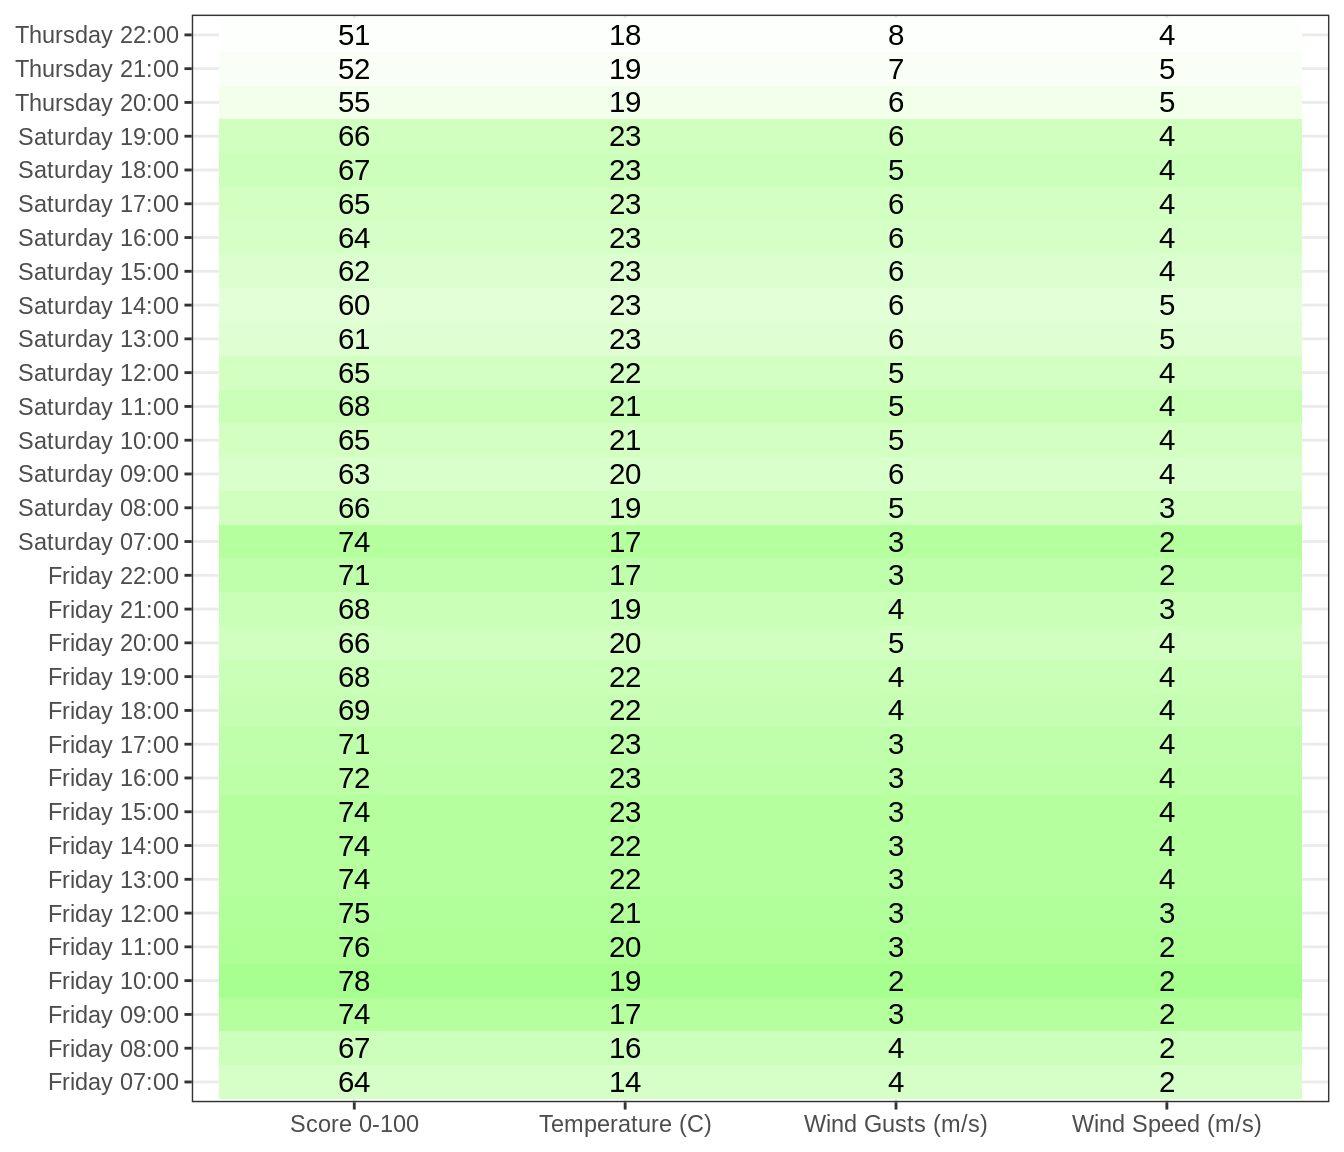 Thursday 22:00 51 18 8 4
Thursday 21:00 52 19 7 5
Thursday 20:00 55 19 6 5
Saturday 19:00 66 23 6 4
Saturday 18:00 67 23 5 4
Saturday 17:00 65 23 6 4
Saturday 16:00 64 23 6 4
Saturday 15:00 62 23 6 4
Saturday 14:00 60 23 6 5
Saturday 13:00 61 23 6 5
Saturday 12:00 65 22 5 4
Saturday 11:00 68 21 5 4
Saturday 10:00 65 21 5 4
Saturday 09:00 63 20 6 4
Saturday 08:00 66 19 5 3
Saturday 07:00 74 17 3 2
Friday 22:00 71 17 3 2
Friday 21:00 68 19 4 3
Friday 20:00 66 20 5 4
Friday 19:00 68 22 4 4
Friday 18:00 69 22 4 4
Friday 17:00 71 23 3 4
Friday 16:00 72 23 3 4
Friday 15:00 74 23 3 4
Friday 14:00 74 22 3 4
Friday 13:00 74 22 3 4
Friday 12:00 75 21 3 3
Friday 11:00 76 20 3 2
Friday 10:00 78 19 2 2
Friday 09:00 74 17 3 2
Friday 08:00 67 16 4 2
Friday 07:00 64 14 4 2
Score 0-100 Temperature (C) Wind Gusts (m/s) Wind Speed (m/s)